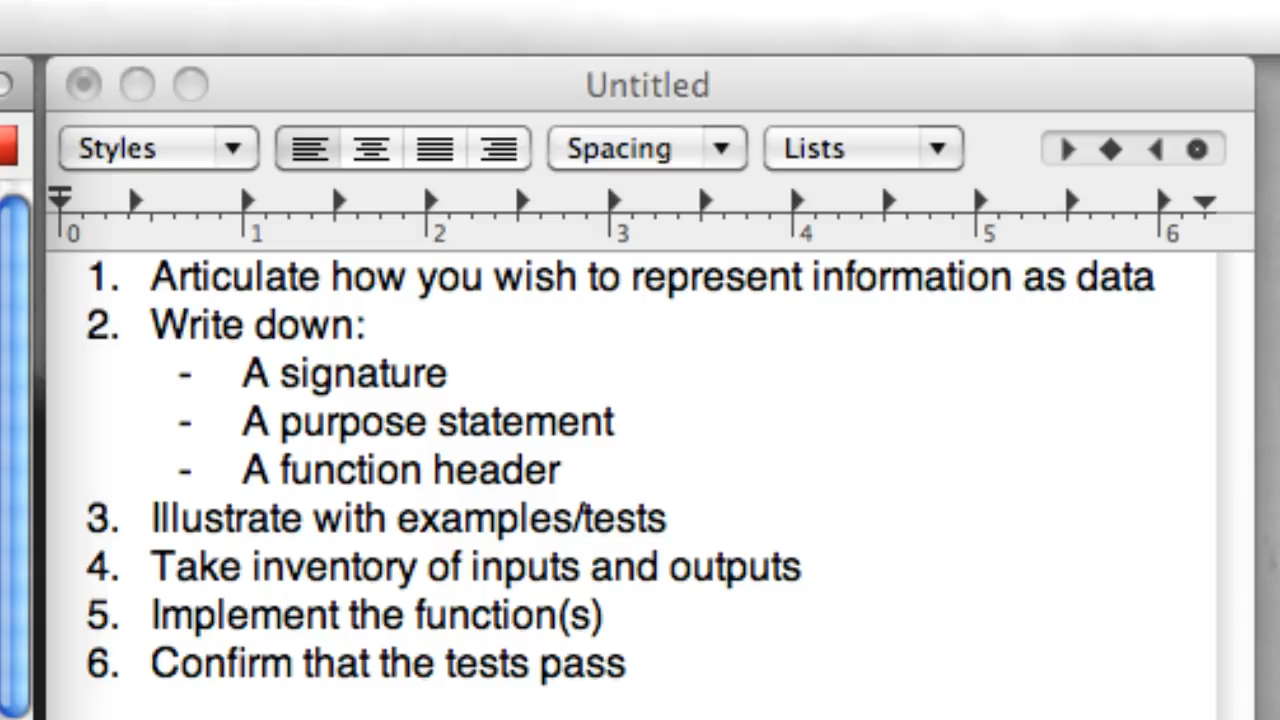 Untitled
Styles Spacing Lists
0 1 2 3 4 5 6
1. Articulate how you wish to represent information as data
2. Write down:
- A signature
- A purpose statement
- A function header
3. Illustrate with examples/tests
4. Take inventory of inputs and outputs
5. Implement the function(s)
6. Confirm that the tests pass